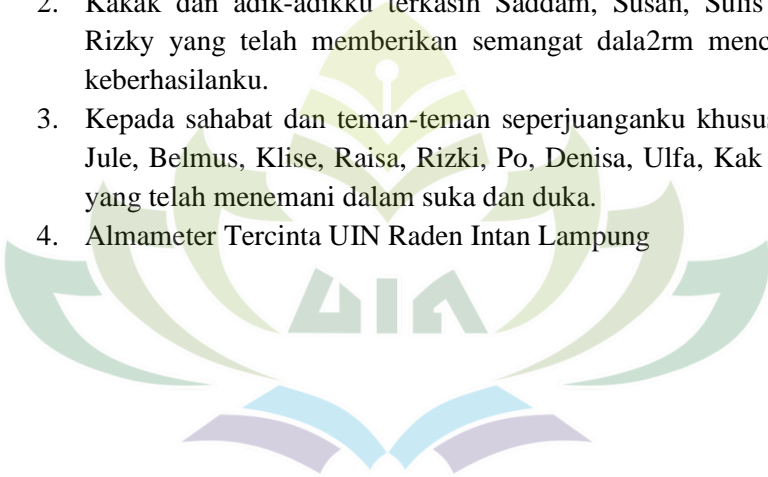 2. Kakak dan adik-adikku terkasih Saddam, Susan, Sulis
Rizky yang telah memberikan semangat dala2rm
keberhasilanku.
3. Kepada sahabat dan teman-teman seperjuanganku
Jule, Belmus, Klise, Raisa, Rizki, Po, Denisa, Ulfa, Kak
yang telah menemani dalam suka dan duka.
4. Almameter Tercinta UIN Raden Intan Lampung
UIN